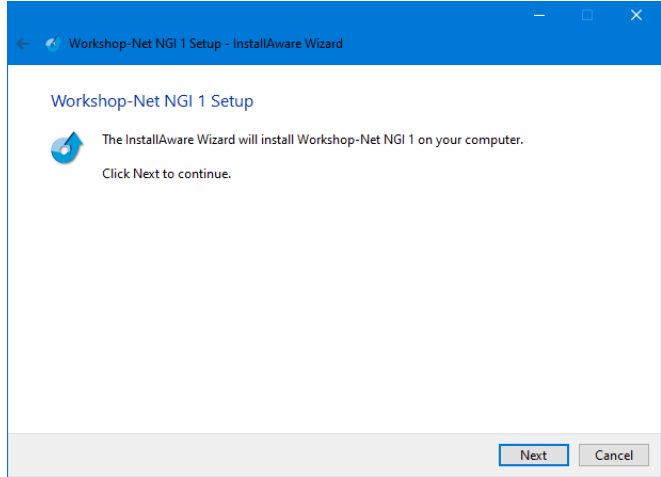 Workshop-Net NGI 1 Setup - InstallAware Wizard
Workshop-Net NGI 1 Setup
The InstallAware Wizard will install Workshop-Net NGI 1 on your computer.
Click Next to continue.
Next Cancel